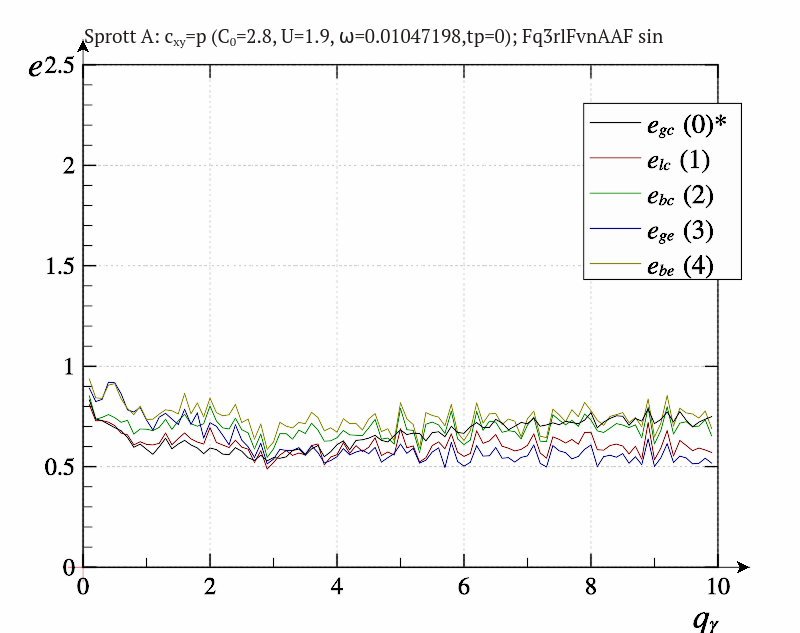 Sprott A: cxy=p (C0=2.8, U=1.9, ω=0.01047198,tp=0); Fq3rlFvnAAF sin
e
2.5
2
1.5
1
0.5
0
0 2 4 6 8 10
qγ
egc (0)*
elc (1)
ebc (2)
ege (3)
ebe (4)